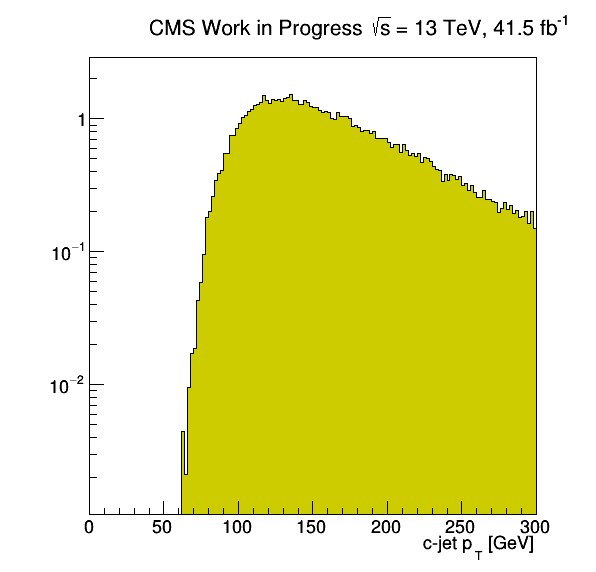 CMS Work in Progress √s = 13 TeV, 41.5 fb⁻¹
1
10⁻¹
10⁻²
0 50 100 150 200 250 300
c-jet p_T [GeV]